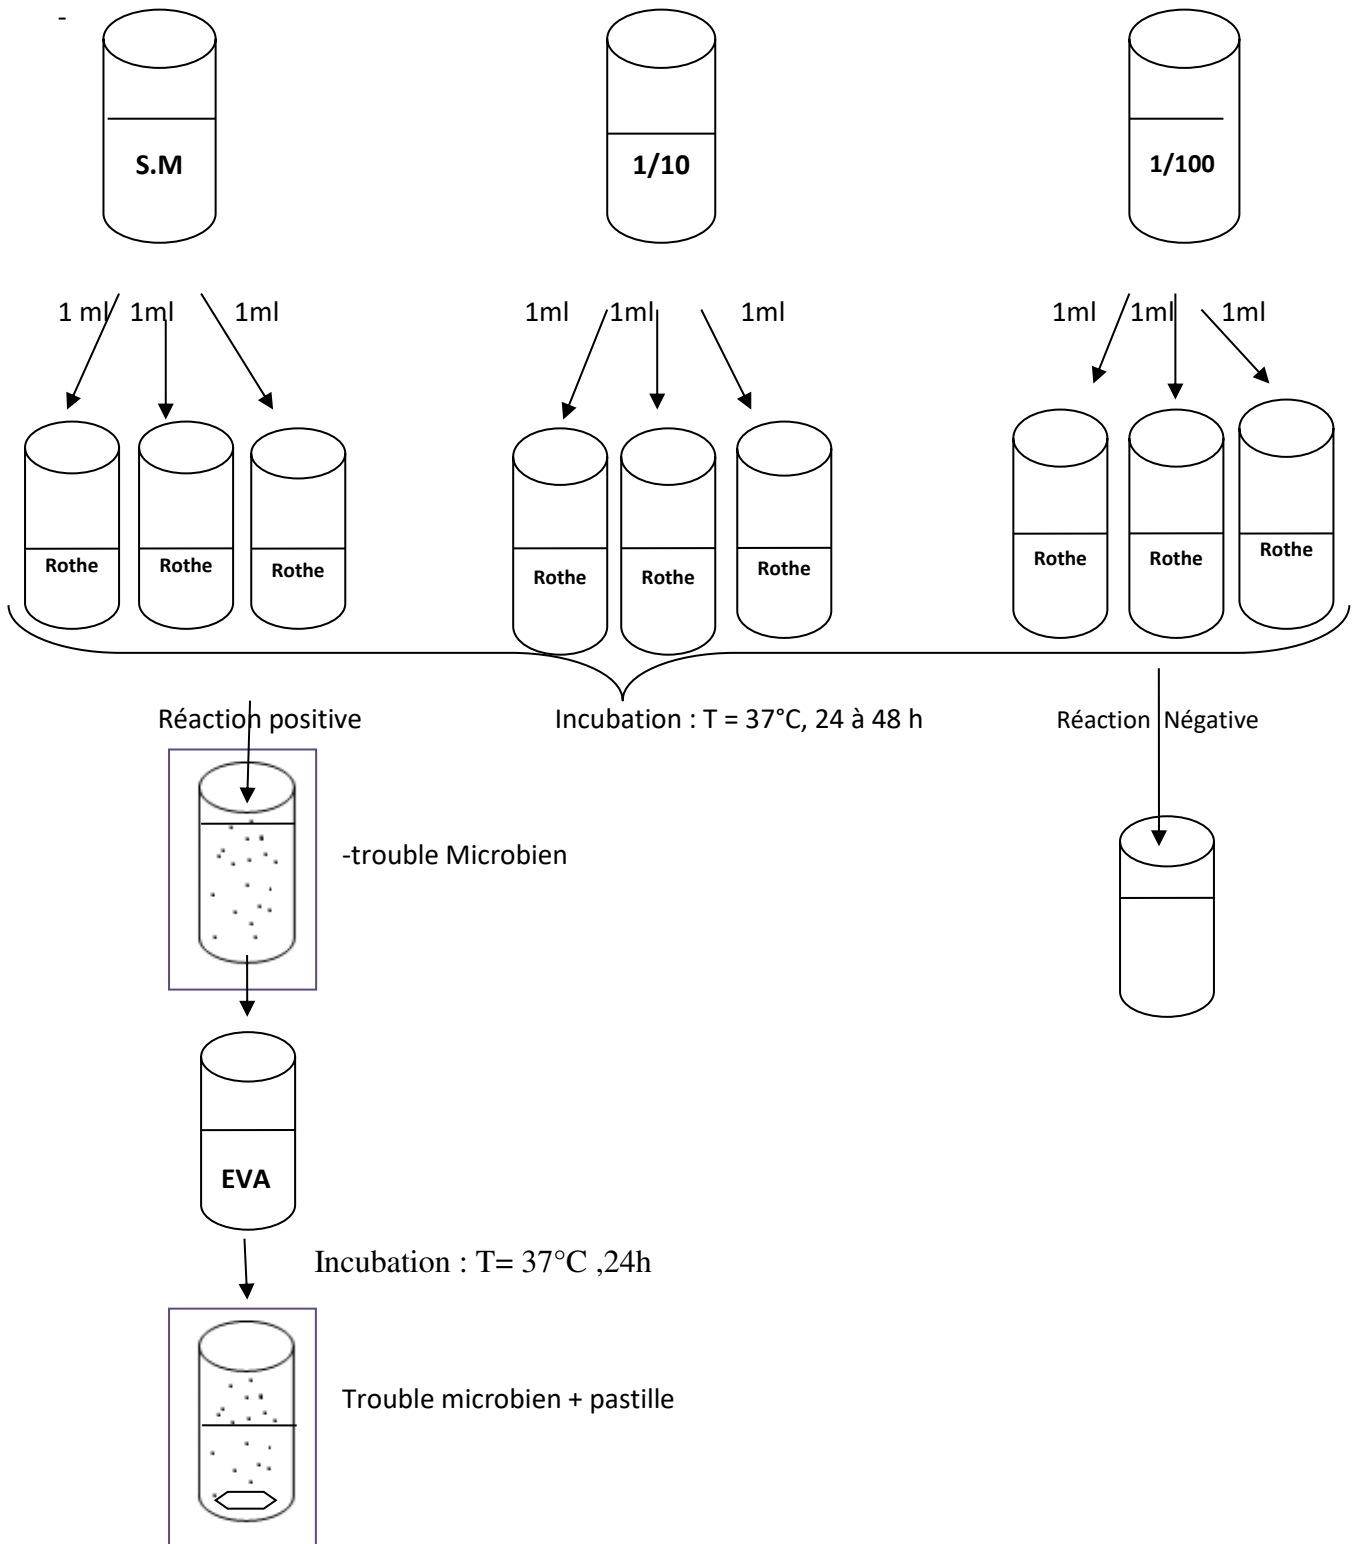 -
S.M 1/10 1/100
1 ml 1ml 1ml 1ml 1ml 1ml 1ml 1ml 1ml
Rothe Rothe Rothe Rothe Rothe Rothe Rothe Rothe Rothe
Réaction positive Incubation : T = 37°C, 24 à 48 h Réaction Négative
-trouble Microbien
EVA
Incubation : T= 37°C ,24h
Trouble microbien + pastille